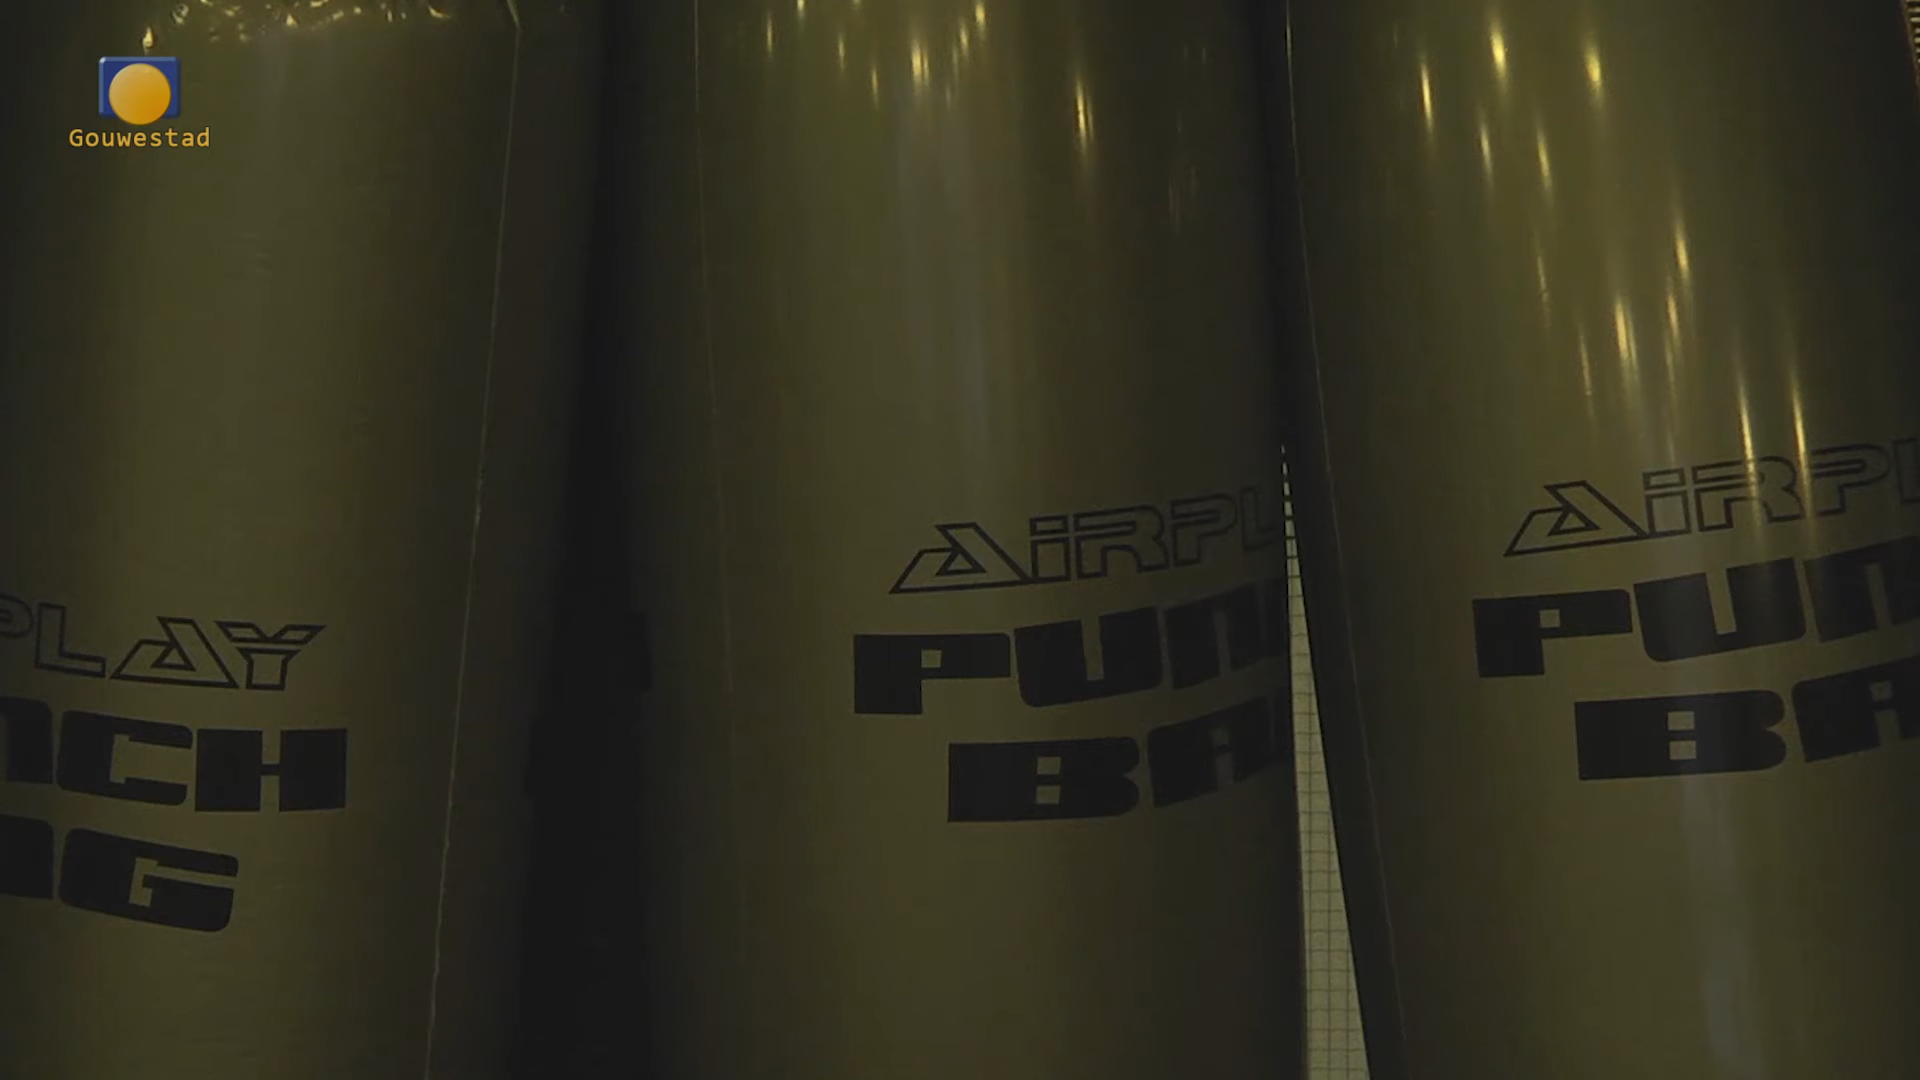 Gouwestad
PLAY
NCH
AIRPL
PUN
BA
AIRPL
PUN
BA